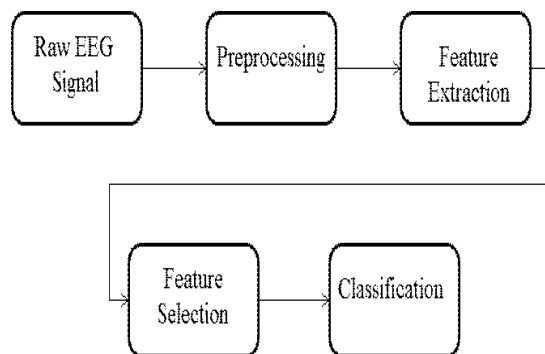 Raw EEG
Signal
Preprocessing
Feature
Extraction
Feature
Selection
Classification